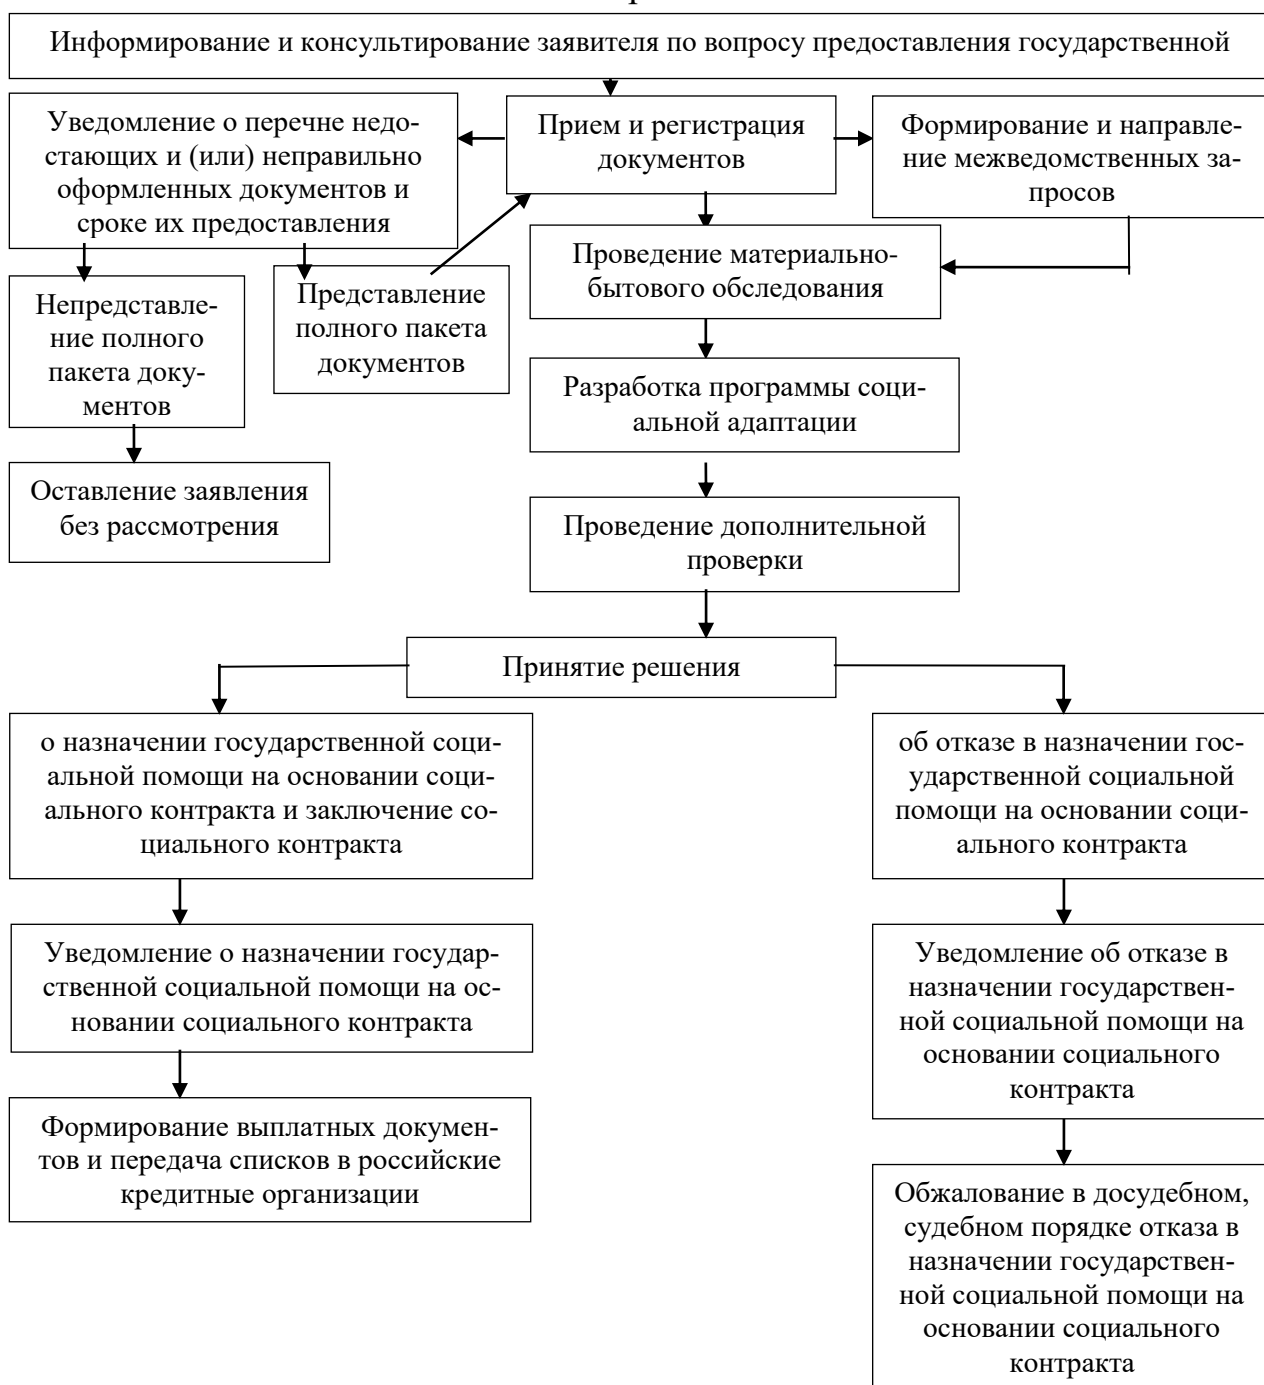 Информирование и консультирование заявителя по вопросу предоставления государственной
Уведомление о перечне недо-
стающих и (или) неправильно
оформленных документов и
сроке их предоставления
Прием и регистрация
документов
Формирование и направле-
ние межведомственных за-
просов
Проведение материально-
бытового обследования
Непредставле-
ние полного
пакета доку-
ментов
Представление
полного пакета
документов
Разработка программы соци-
альной адаптации
Оставление заявления
без рассмотрения
Проведение дополнительной
проверки
Принятие решения
о назначении государственной соци-
альной помощи на основании соци-
ального контракта и заключение со-
циального контракта
об отказе в назначении гос-
ударственной социальной
помощи на основании соци-
ального контракта
Уведомление о назначении государ-
ственной социальной помощи на ос-
новании социального контракта
Уведомление об отказе в
назначении государствен-
ной социальной помощи на
основании социального
контракта
Формирование выплатных докумен-
тов и передача списков в российские
кредитные организации
Обжалование в досудебном,
судебном порядке отказа в
назначении государствен-
ной социальной помощи на
основании социального
контракта